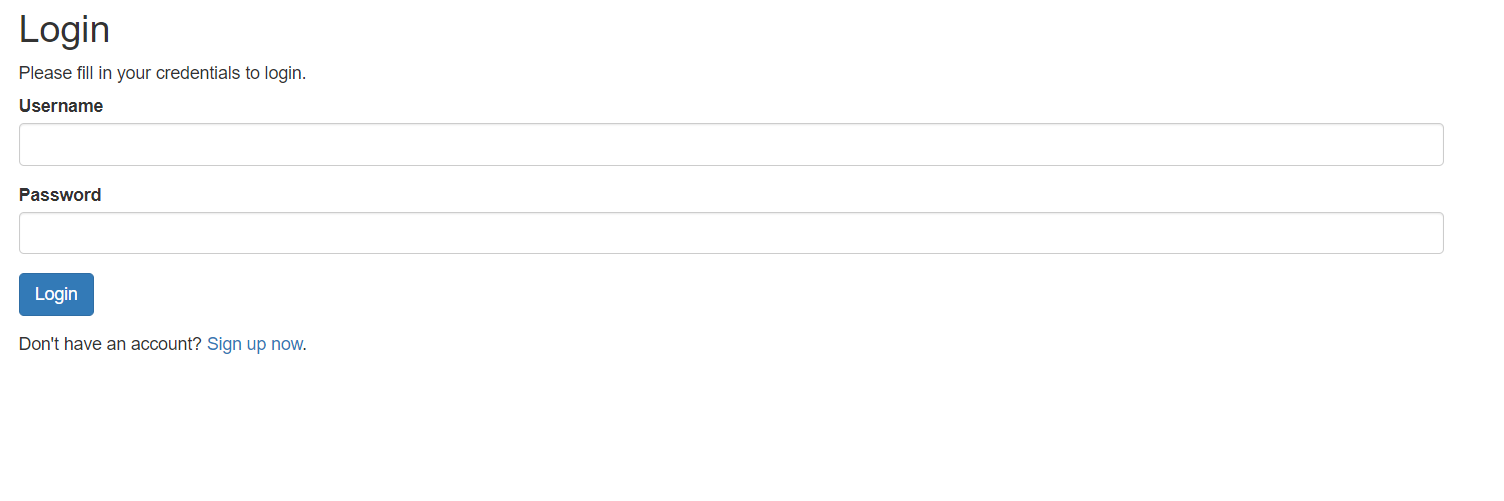 Login
Please fill in your credentials to login.
Username
Password
Login
Don't have an account? Sign up now.